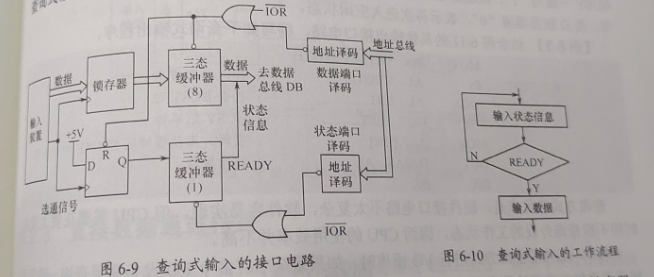 查询式
IOR
地址译码
地址总线
数据
锁存器
三态
缓冲器
(8)
数据
去数据
总线 DB
数据端口
译码
输入
装置
+5V
状态
信息
状态端口
译码
R
D
Q
三态
缓冲器
(1)
READY
地址
译码
选通信号
IOR
图 6-9 查询式输入的接口电路
输入状态信息
N
READY
Y
输入数据
图 6-10 查询式输入的工作流程